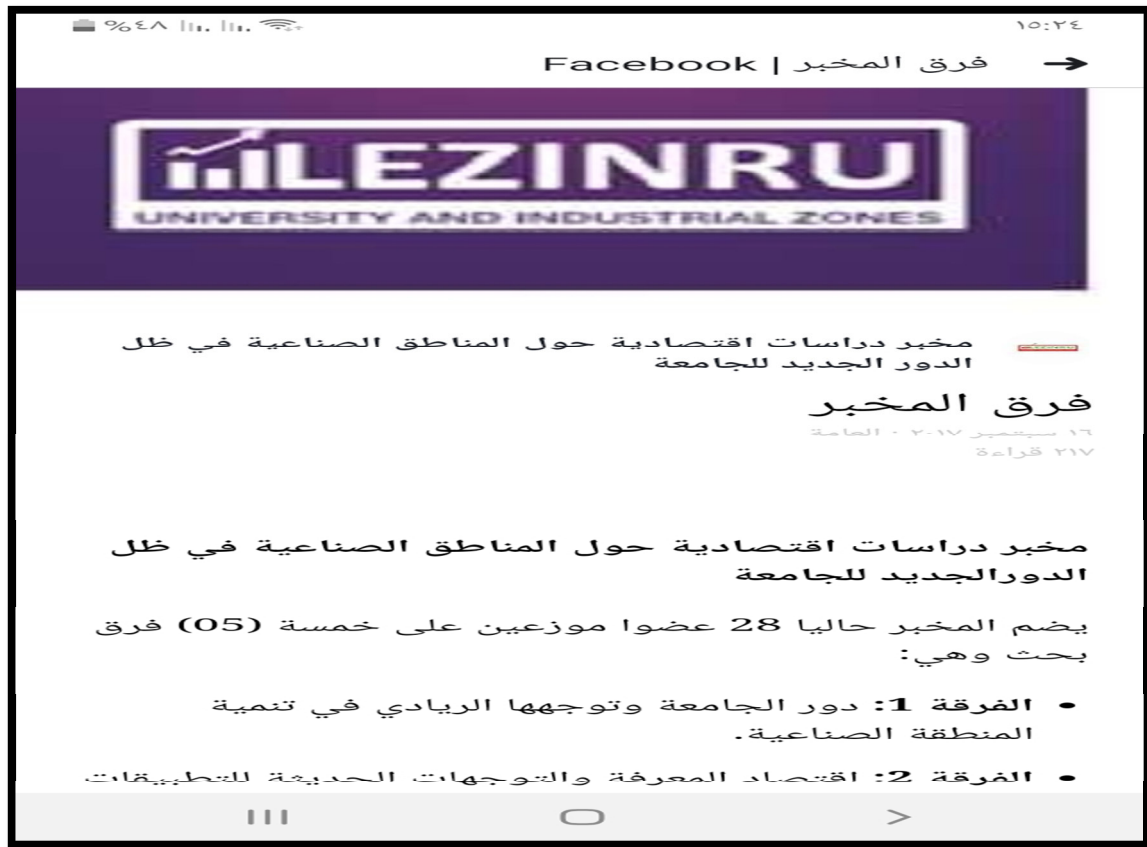 ١٥:٢٤ %٤٨
فرق المخبر | Facebook
LEZINRU
UNIVERSITY AND INDUSTRIAL ZONES
مخبر دراسات اقتصادية حول المناطق الصناعية في ظل
الدور الجديد للجامعة
فرق المخبر
١٦ سبتمبر ٢٠١٧ · العامة
٢١٧ قراءة
مخبر دراسات اقتصادية حول المناطق الصناعية في ظل
الدورالجديد للجامعة
يضم المخبر حاليا 28 عضوا موزعين على خمسة (05) فرق
بحث وهي:
• الفرقة 1: دور الجامعة وتوجهها الريادي في تنمية
المنطقة الصناعية.
• الفرقة 2: اقتصاد المعرفة والتوجهات الحديثة للتطبيقات